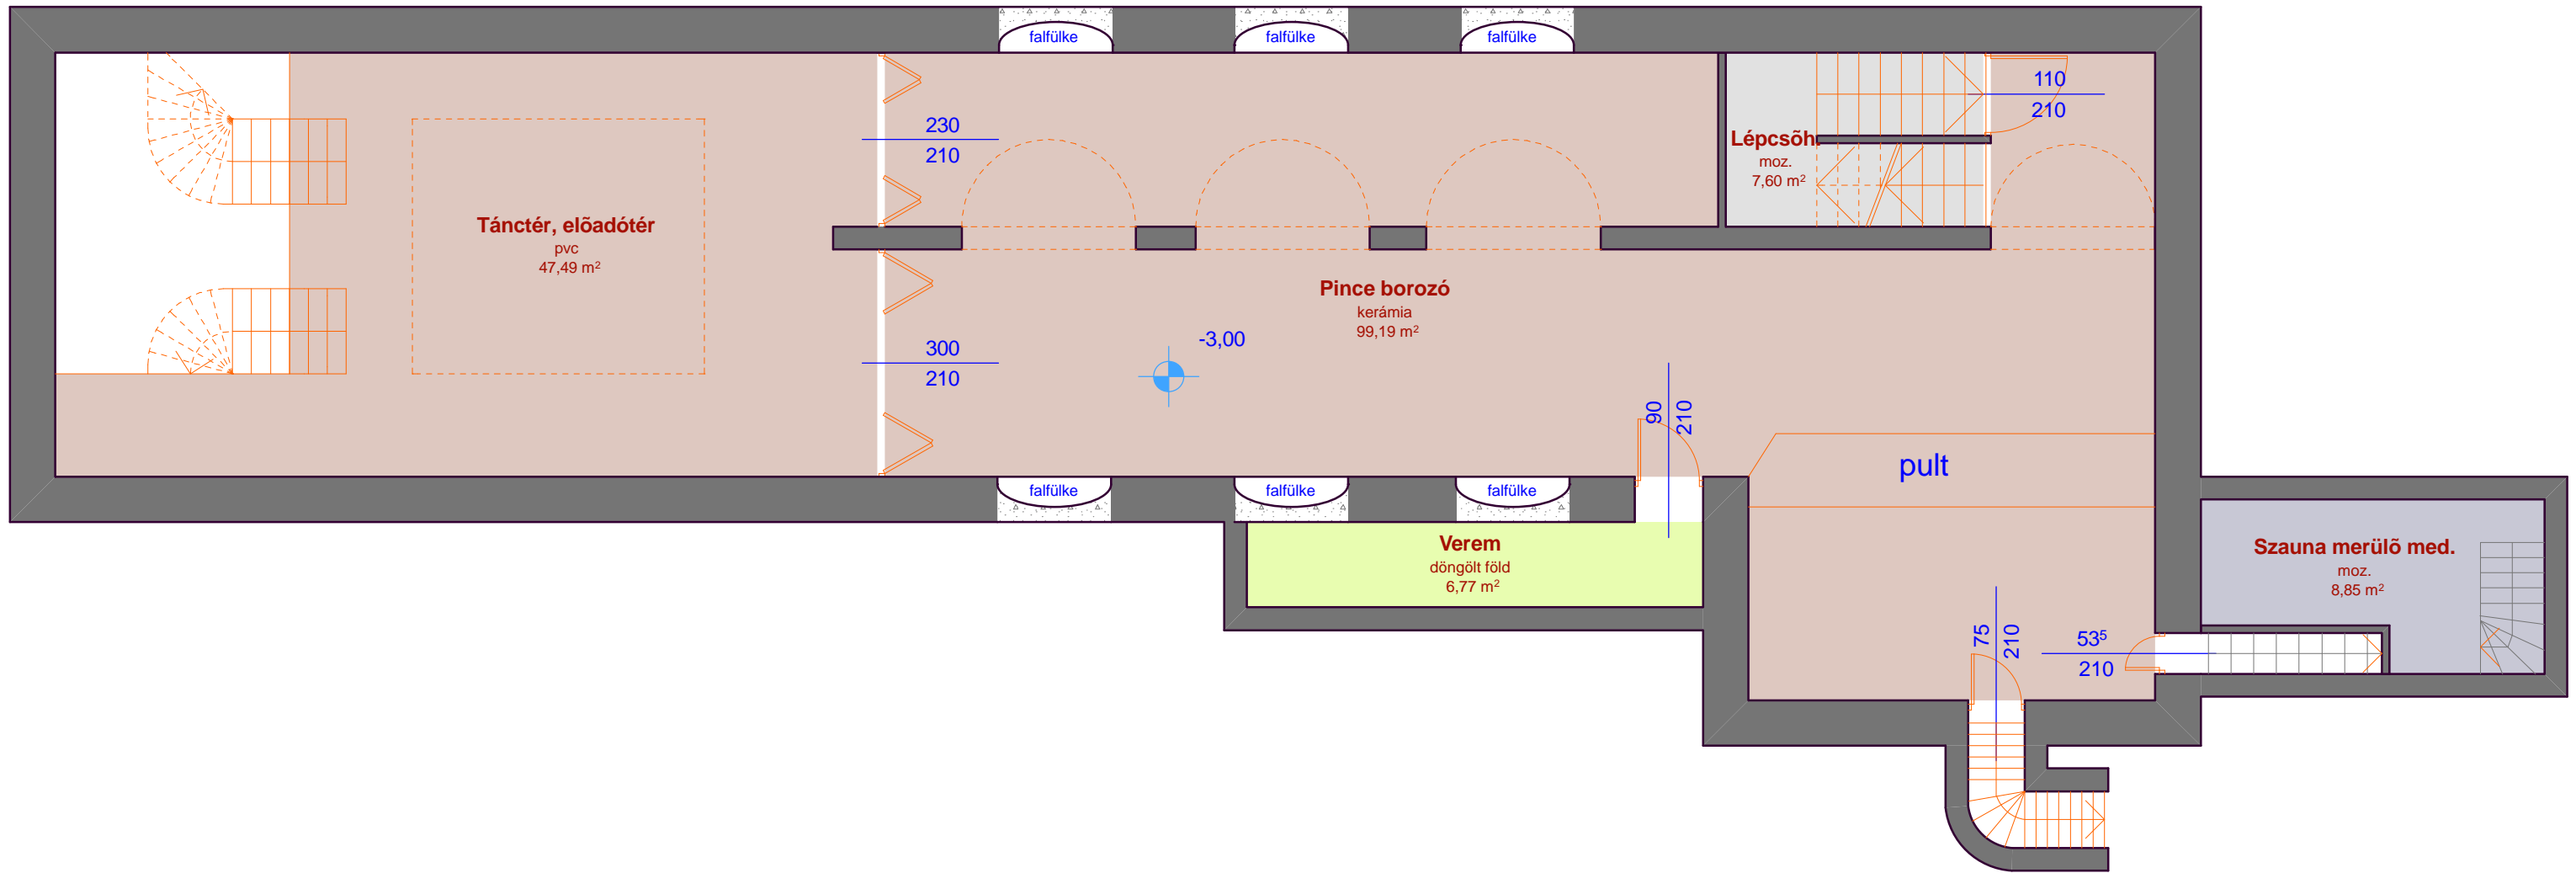 falfülke
falfülke
falfülke
110
210
230
210
Lépcsõh.
moz.
7,60 m²
Tánctér, elõadótér
pvc
47,49 m²
Pince borozó
kerámia
99,19 m²
-3,00
300
210
90
210
pult
falfülke
falfülke
falfülke
Verem
döngölt föld
6,77 m²
Szauna merülõ med.
moz.
8,85 m²
75
210
53⁵
210